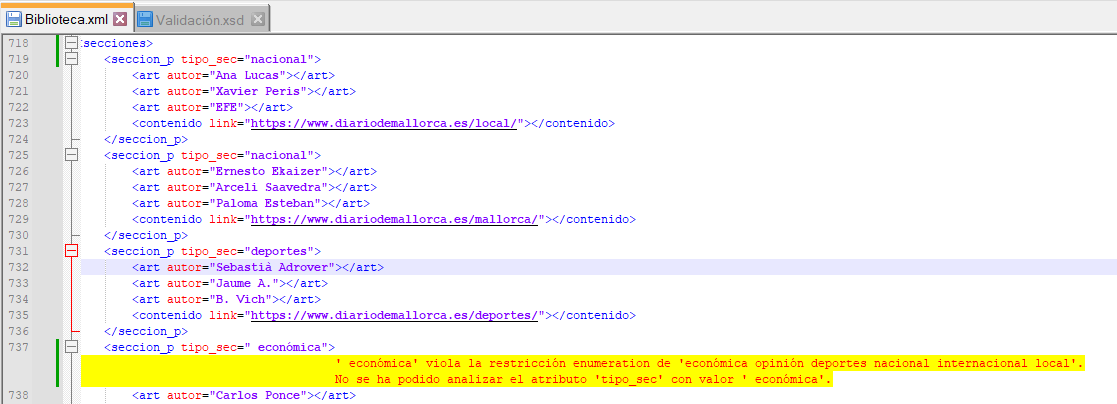 Biblioteca.xml Validación.xsd
718 secciones>
719 <seccion_p tipo_sec="nacional">
720 <art autor="Ana Lucas"></art>
721 <art autor="Xavier Peris"></art>
722 <art autor="EFE"></art>
723 <contenido link="https://www.diariodemallorca.es/local/"></contenido>
724 </seccion_p>
725 <seccion_p tipo_sec="nacional">
726 <art autor="Ernesto Ekaizer"></art>
727 <art autor="Arceli Saavedra"></art>
728 <art autor="Paloma Esteban"></art>
729 <contenido link="https://www.diariodemallorca.es/mallorca/"></contenido>
730 </seccion_p>
731 <seccion_p tipo_sec="deportes">
732 <art autor="Sebastià Adrover"></art>
733 <art autor="Jaume A."></art>
734 <art autor="B. Vich"></art>
735 <contenido link="https://www.diariodemallorca.es/deportes/"></contenido>
736 </seccion_p>
737 <seccion_p tipo_sec=" económica">
' económica' viola la restricción enumeration de 'económica opinión deportes nacional internacional local'.
No se ha podido analizar el atributo 'tipo_sec' con valor ' económica'.
738 <art autor="Carlos Ponce"></art>